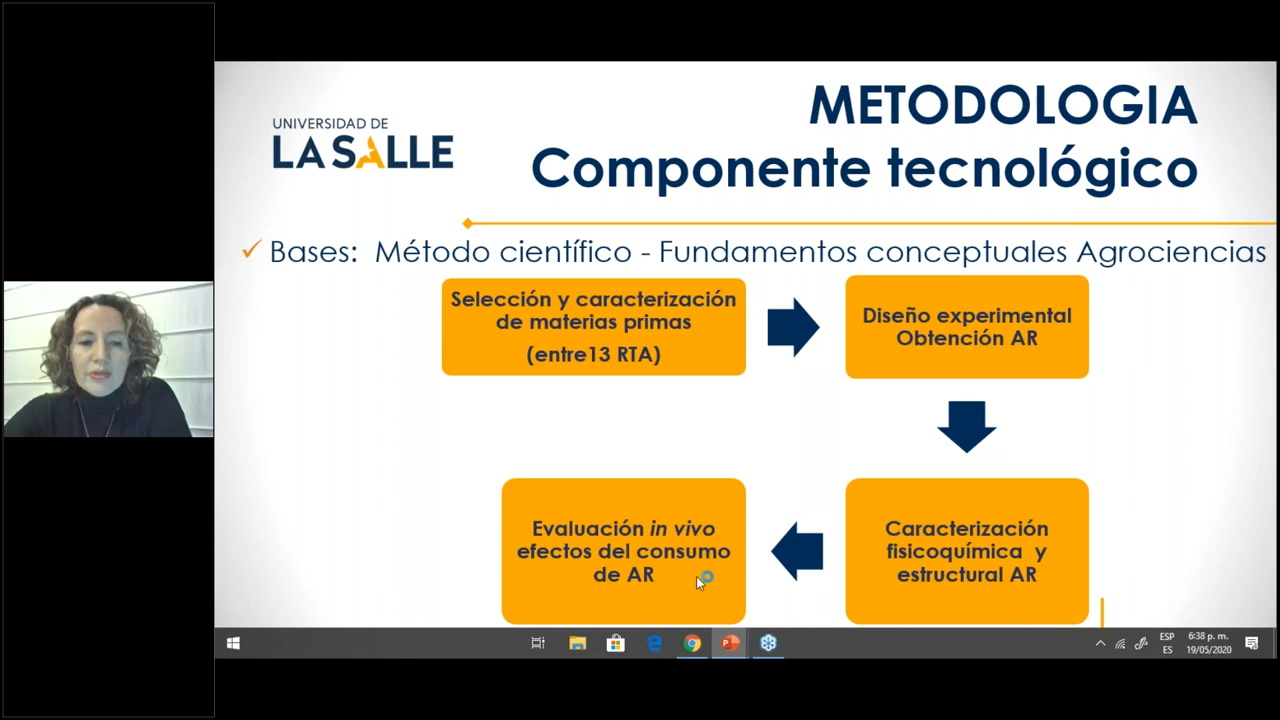 METODOLOGIA
Componente tecnológico
UNIVERSIDAD DE
LA SALLE
Bases: Método científico - Fundamentos conceptuales Agrociencias
Selección y caracterización
de materias primas
(entre13 RTA)
Diseño experimental
Obtención AR
Evaluación in vivo
efectos del consumo
de AR
Caracterización
fisicoquímica y
estructural AR
ESP
ES
6:38 p. m.
19/05/2020